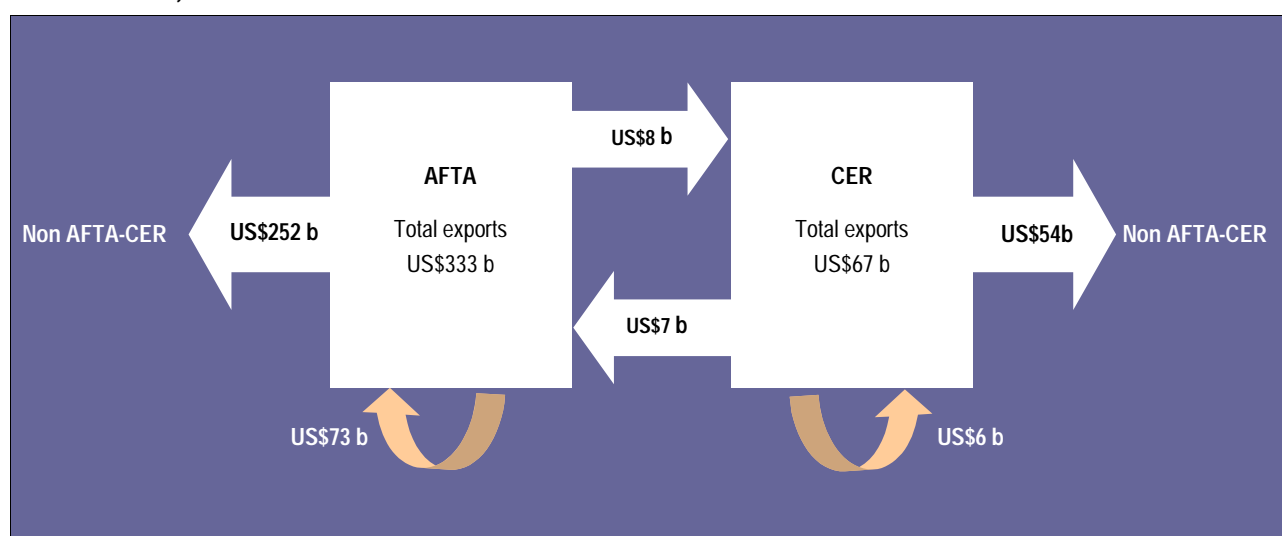 US$8 b
AFTA
CER
Non AFTA-CER
US$252 b
Total exports
US$333 b
Total exports
US$67 b
US$54b
Non AFTA-CER
US$7 b
US$73 b
US$6 b